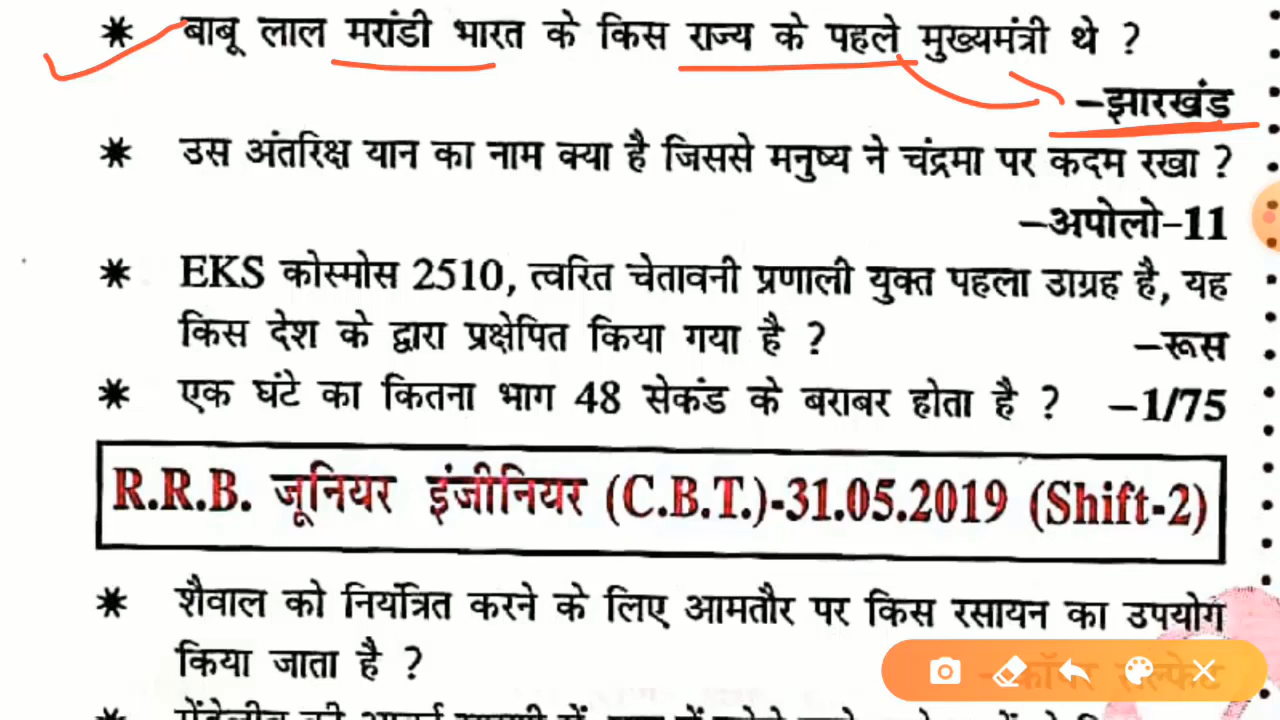 * बाबू लाल मरांडी भारत के किस राज्य के पहले मुख्यमंत्री थे ?
–झारखंड
* उस अंतरिक्ष यान का नाम क्या है जिससे मनुष्य ने चंद्रमा पर कदम रखा ?
–अपोलो-11
* EKS कोस्मोस 2510, त्वरित चेतावनी प्रणाली युक्त पहला उाग्रह है, यह
किस देश के द्वारा प्रक्षेपित किया गया है ? –रूस
* एक घंटे का कितना भाग 48 सेकंड के बराबर होता है ? –1/75
R.R.B. जूनियर इंजीनियर (C.B.T.)-31.05.2019 (Shift-2)
* शैवाल को नियंत्रित करने के लिए आमतौर पर किस रसायन का उपयोग
किया जाता है ? –कॉपर सल्फेट